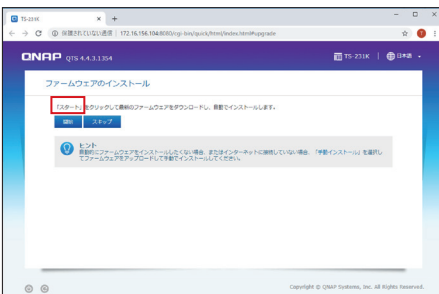 TS-231K
保護されていない通信 | 172.16.156.104:8080/cgi-bin/quick/html/index.html#upgrade
QNAP QTS 4.4.3.1354
TS-231K | 日本語
ファームウェアのインストール
「スタート」をクリックして最新のファームウェアをダウンロードし、自動でインストールします。
開始 スキップ
ヒント
自動的にファームウェアをインストールしたくない場合、またはインターネットに接続していない場合、「手動インストール」を選択し
てファームウェアをアップロードして手動でインストールしてください。
Copyright © QNAP Systems, Inc. All Rights Reserved.